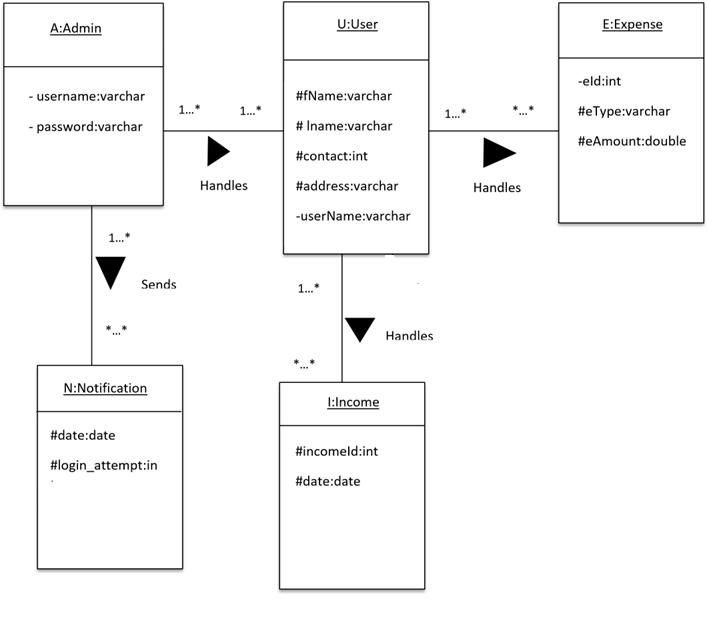 A:Admin
- username:varchar
- password:varchar
1...*
1...*
Handles
U:User
#fName:varchar
# lname:varchar
#contact:int
#address:varchar
-userName:varchar
1...*
*...*
Handles
E:Expense
-eId:int
#eType:varchar
#eAmount:double
1...*
Sends
*...*
1...*
Handles
*...*
N:Notification
#date:date
#login_attempt:in
I:Income
#incomeId:int
#date:date